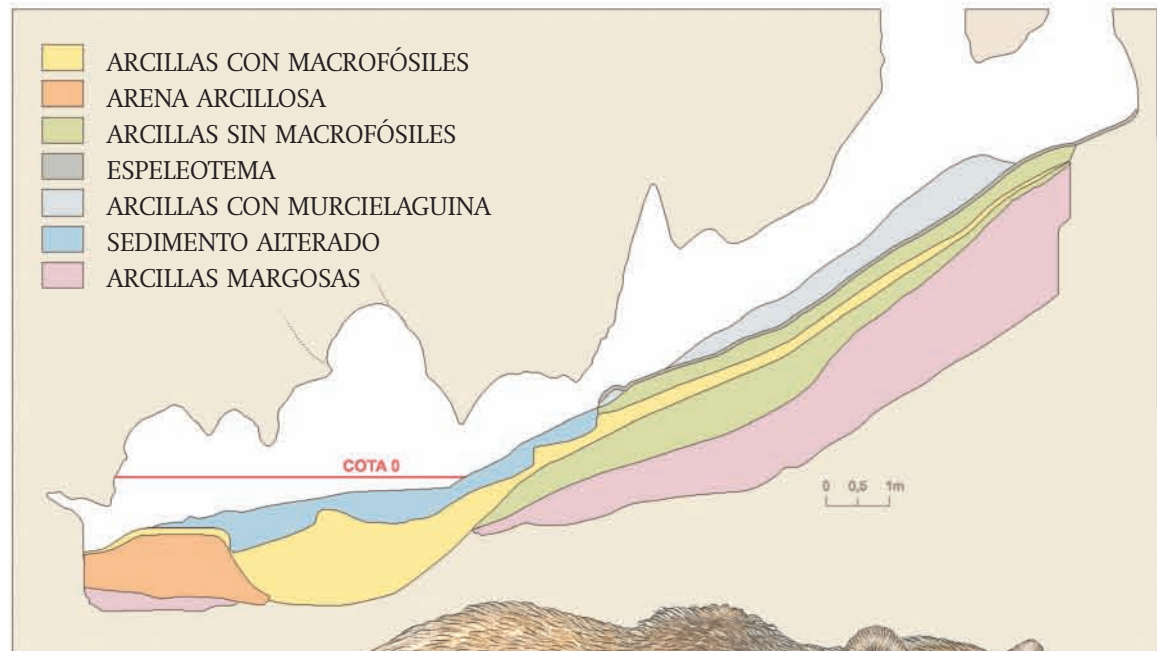 ARCILLAS CON MACROFÓSILES
ARENA ARCILLOSA
ARCILLAS SIN MACROFÓSILES
ESPELEOTEMA
ARCILLAS CON MURCIELAGUINA
SEDIMENTO ALTERADO
ARCILLAS MARGOSAS
COTA 0
0 0,5 1m